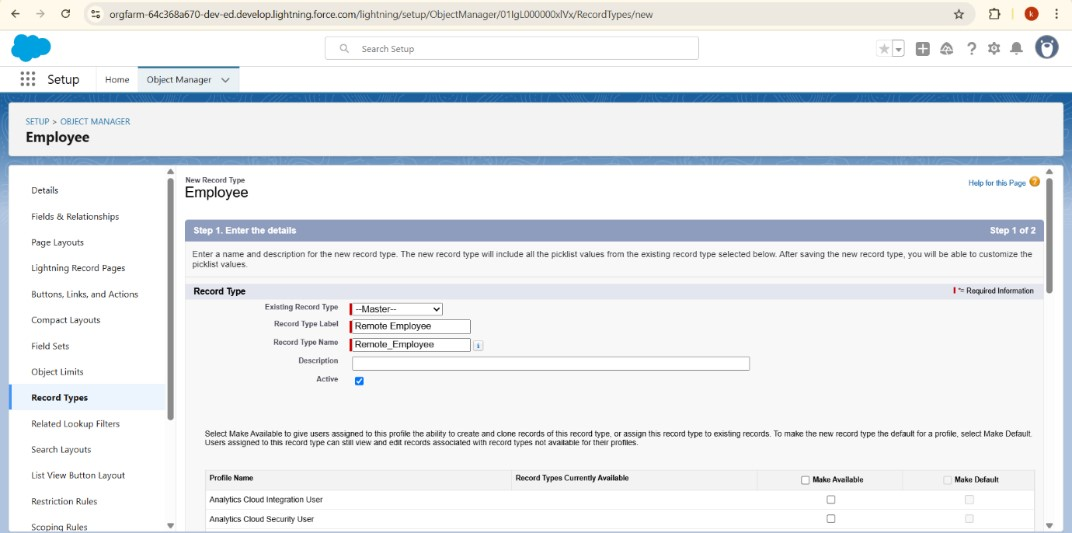 orgfarm-64c368a670-dev-ed.develop.lightning.force.com/lightning/setup/ObjectManager/01IgL000000xlVx/RecordTypes/new
k
Search Setup
Setup
Home
Object Manager
SETUP > OBJECT MANAGER
Employee
Details
Fields & Relationships
Page Layouts
Lightning Record Pages
Buttons, Links, and Actions
Compact Layouts
Field Sets
Object Limits
Record Types
Related Lookup Filters
Search Layouts
List View Button Layout
Restriction Rules
Scoping Rules
New Record Type
Employee
Help for this Page
Step 1. Enter the details
Step 1 of 2
Enter a name and description for the new record type. The new record type will include all the picklist values from the existing record type selected below. After saving the new record type, you will be able to customize the
picklist values.
Record Type
= Required Information
Existing Record Type
--Master--
Record Type Label
Remote Employee
Record Type Name
Remote_Employee
i
Description
Active
Select Make Available to give users assigned to this profile the ability to create and clone records of this record type, or assign this record type to existing records. To make the new record type the default for a profile, select Make Default.
Users assigned to this record type can still view and edit records associated with record types not available for their profiles.
Profile Name
Record Types Currently Available
Make Available
Make Default
Analytics Cloud Integration User
Analytics Cloud Security User